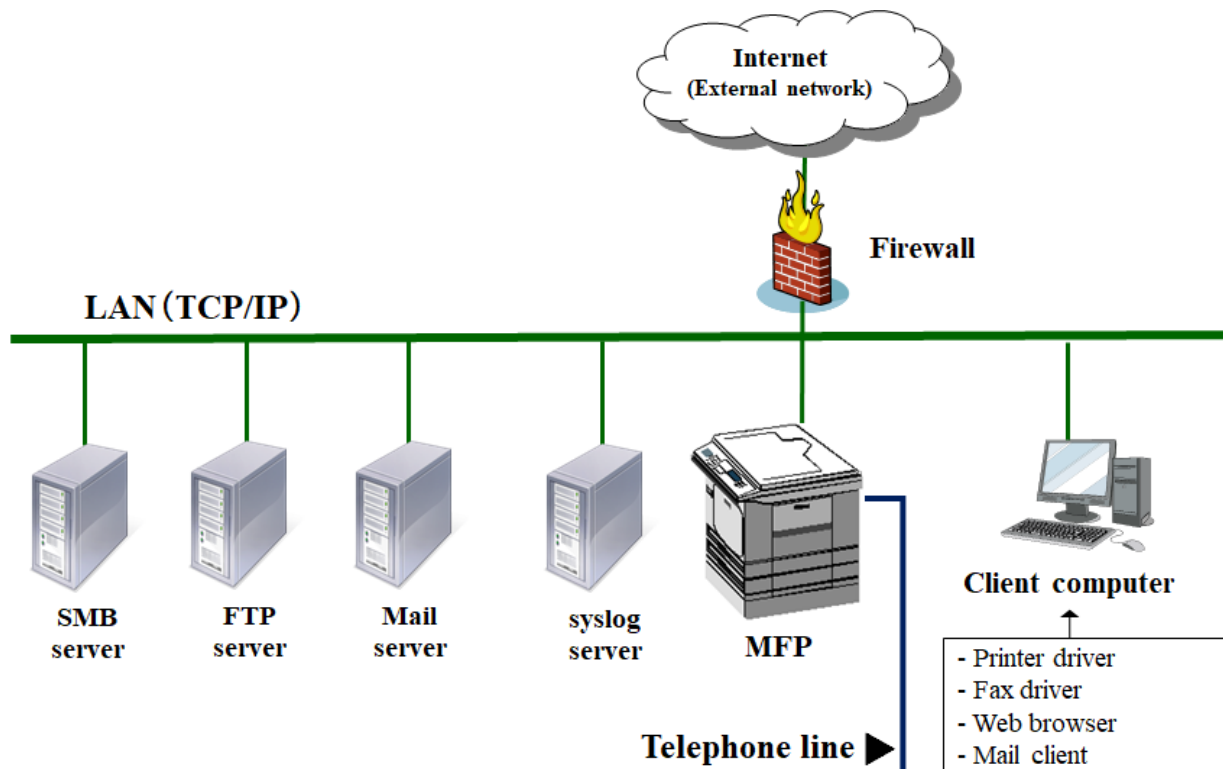 Internet
(External network)
Firewall
LAN（TCP/IP）
SMB
server
FTP
server
Mail
server
syslog
server
MFP
Client computer
- Printer driver
- Fax driver
- Web browser
- Mail client
Telephone line